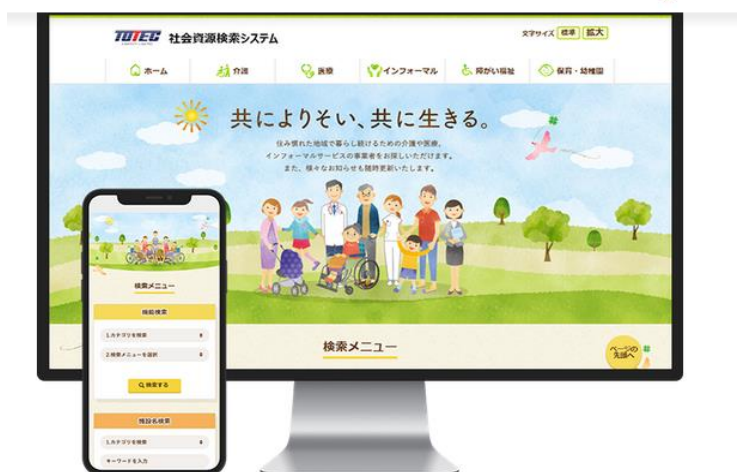 TOTEC 社会資源検索システム
文字サイズ 標準 拡大
ホーム 介護 医療 インフォーマル 障がい福祉 保育・幼稚園
共によりそい、共に生きる。
住み慣れた地域で暮らし続けるための介護や医療、
インフォーマルサービスの事業者をお探しいただけます。
また、様々なお知らせも随時更新いたします。
検索メニュー
ページの
先頭へ
検索メニュー
機能検索
1.カテゴリを検索
2.検索メニューを選択
検索する
施設名検索
1.カテゴリを検索
キーワードを入力